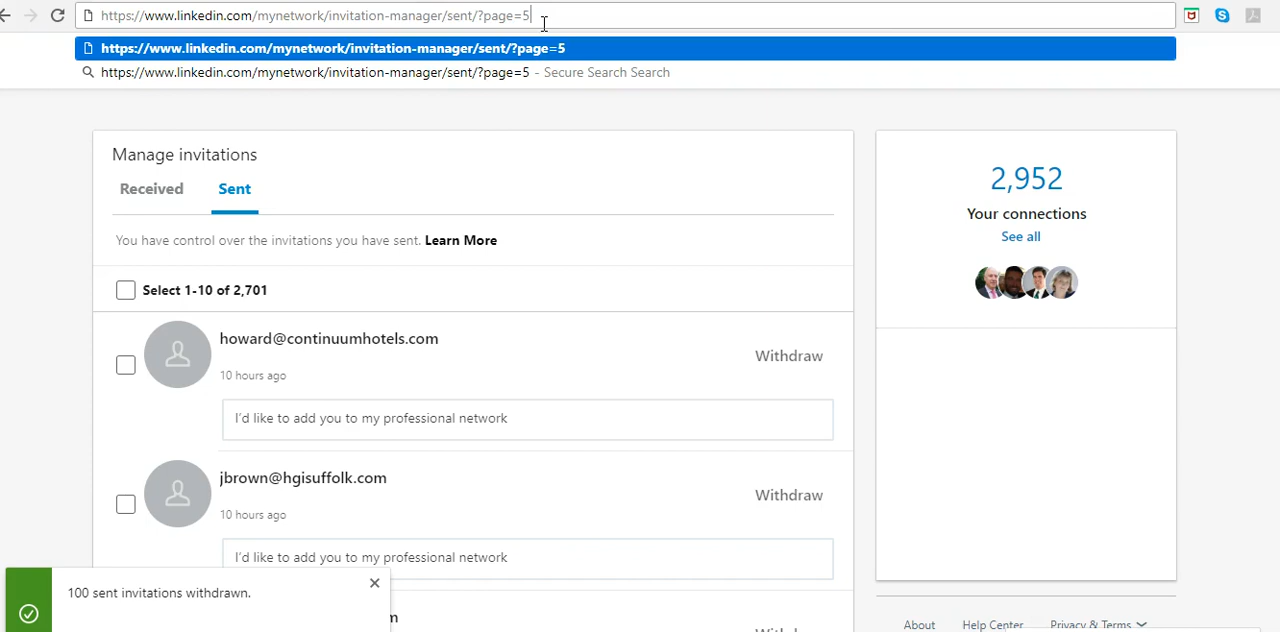 https://www.linkedin.com/mynetwork/invitation-manager/sent/?page=5
https://www.linkedin.com/mynetwork/invitation-manager/sent/?page=5
https://www.linkedin.com/mynetwork/invitation-manager/sent/?page=5 - Secure Search Search
Manage invitations
Received Sent
You have control over the invitations you have sent. Learn More
Select 1-10 of 2,701
howard@continuumhotels.com
Withdraw
10 hours ago
I'd like to add you to my professional network
jbrown@hgisuffolk.com
Withdraw
10 hours ago
I'd like to add you to my professional network
100 sent invitations withdrawn.
2,952
Your connections
See all
About Help Center Privacy & Terms